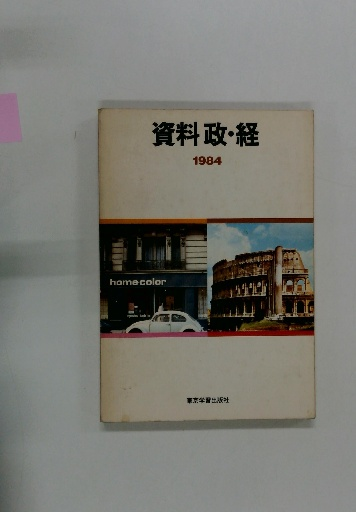 資料 政・経
1984
home color
東京学習出版社